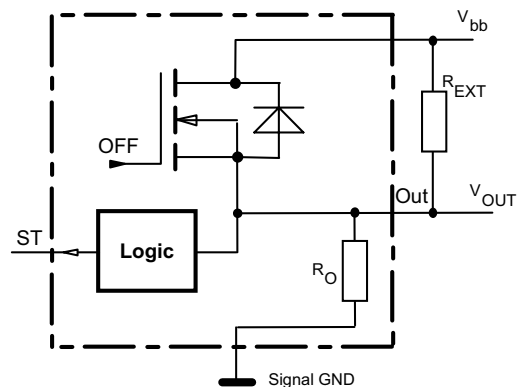 V_bb
R_EXT
OFF
Out
V_OUT
ST
Logic
R_O
Signal GND